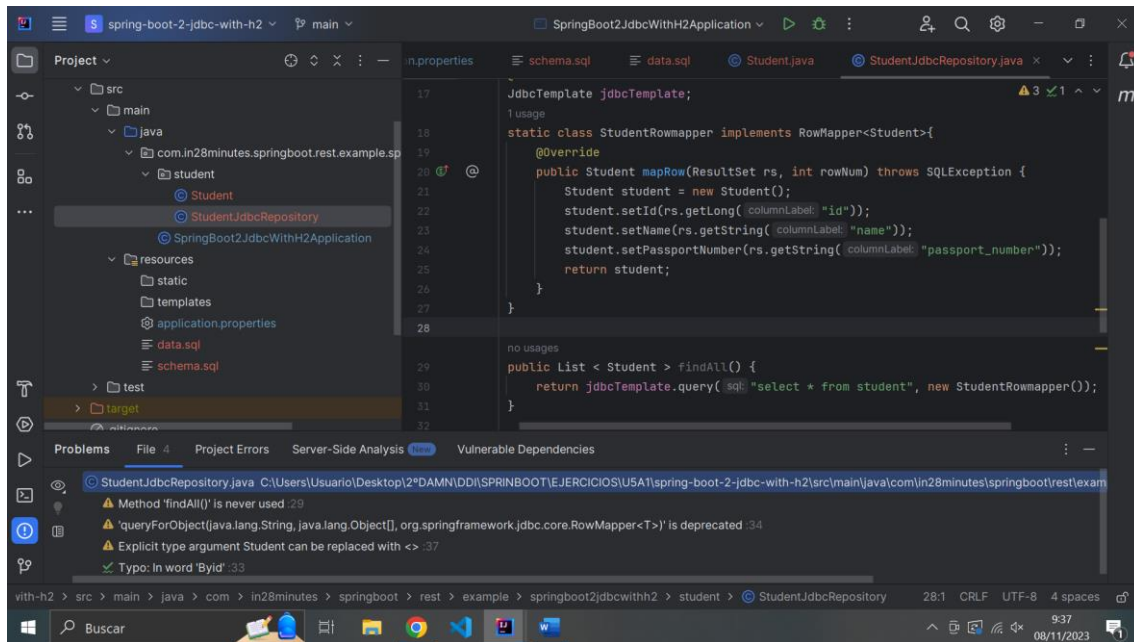 S spring-boot-2-jdbc-with-h2 main SpringBoot2JdbcWithH2Application
Project
n.properties schema.sql data.sql Student.java StudentJdbcRepository.java
src
main
java
com.in28minutes.springboot.rest.example.sp
student
Student
StudentJdbcRepository
SpringBoot2JdbcWithH2Application
resources
static
templates
application.properties
data.sql
schema.sql
test
target
.gitignore
3 1
m
17 JdbcTemplate jdbcTemplate;
1 usage
18 static class StudentRowmapper implements RowMapper<Student>{
19 @Override
20 @ public Student mapRow(ResultSet rs, int rowNum) throws SQLException {
21 Student student = new Student();
22 student.setId(rs.getLong( columnLabel: "id"));
23 student.setName(rs.getString( columnLabel: "name"));
24 student.setPassportNumber(rs.getString( columnLabel: "passport_number"));
25 return student;
26 }
27 }
28
no usages
29 public List < Student > findAll() {
30 return jdbcTemplate.query( sql: "select * from student", new StudentRowmapper());
31 }
32
Problems File 4 Project Errors Server-Side Analysis New Vulnerable Dependencies
StudentJdbcRepository.java C:\Users\Usuario\Desktop\2ºDAMN\DDI\SPRINBOOT\EJERCICIOS\U5A1\spring-boot-2-jdbc-with-h2\src\main\java\com\in28minutes\springboot\rest\exam
Method 'findAll()' is never used :29
'queryForObject(java.lang.String, java.lang.Object[], org.springframework.jdbc.core.RowMapper<T>)' is deprecated :34
Explicit type argument Student can be replaced with <> :37
Typo: In word 'Byid' :33
vith-h2 > src > main > java > com > in28minutes > springboot > rest > example > springboot2jdbcwithh2 > student > StudentJdbcRepository 28:1 CRLF UTF-8 4 spaces
Buscar
9:37
08/11/2023
1